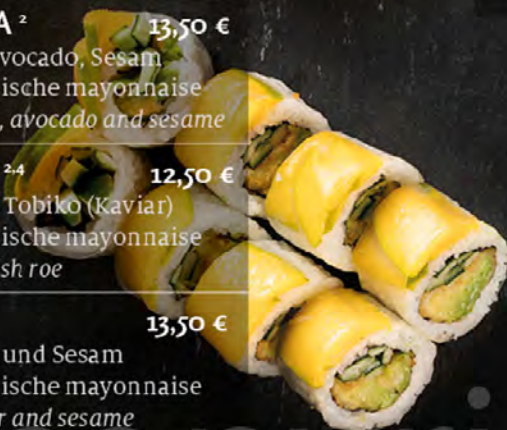 A ² 13,50 €
vocado, Sesam
ische mayonnaise
, avocado and sesame
2,4 12,50 €
Tobiko (Kaviar)
ische mayonnaise
sh roe
13,50 €
und Sesam
ische mayonnaise
r and sesame